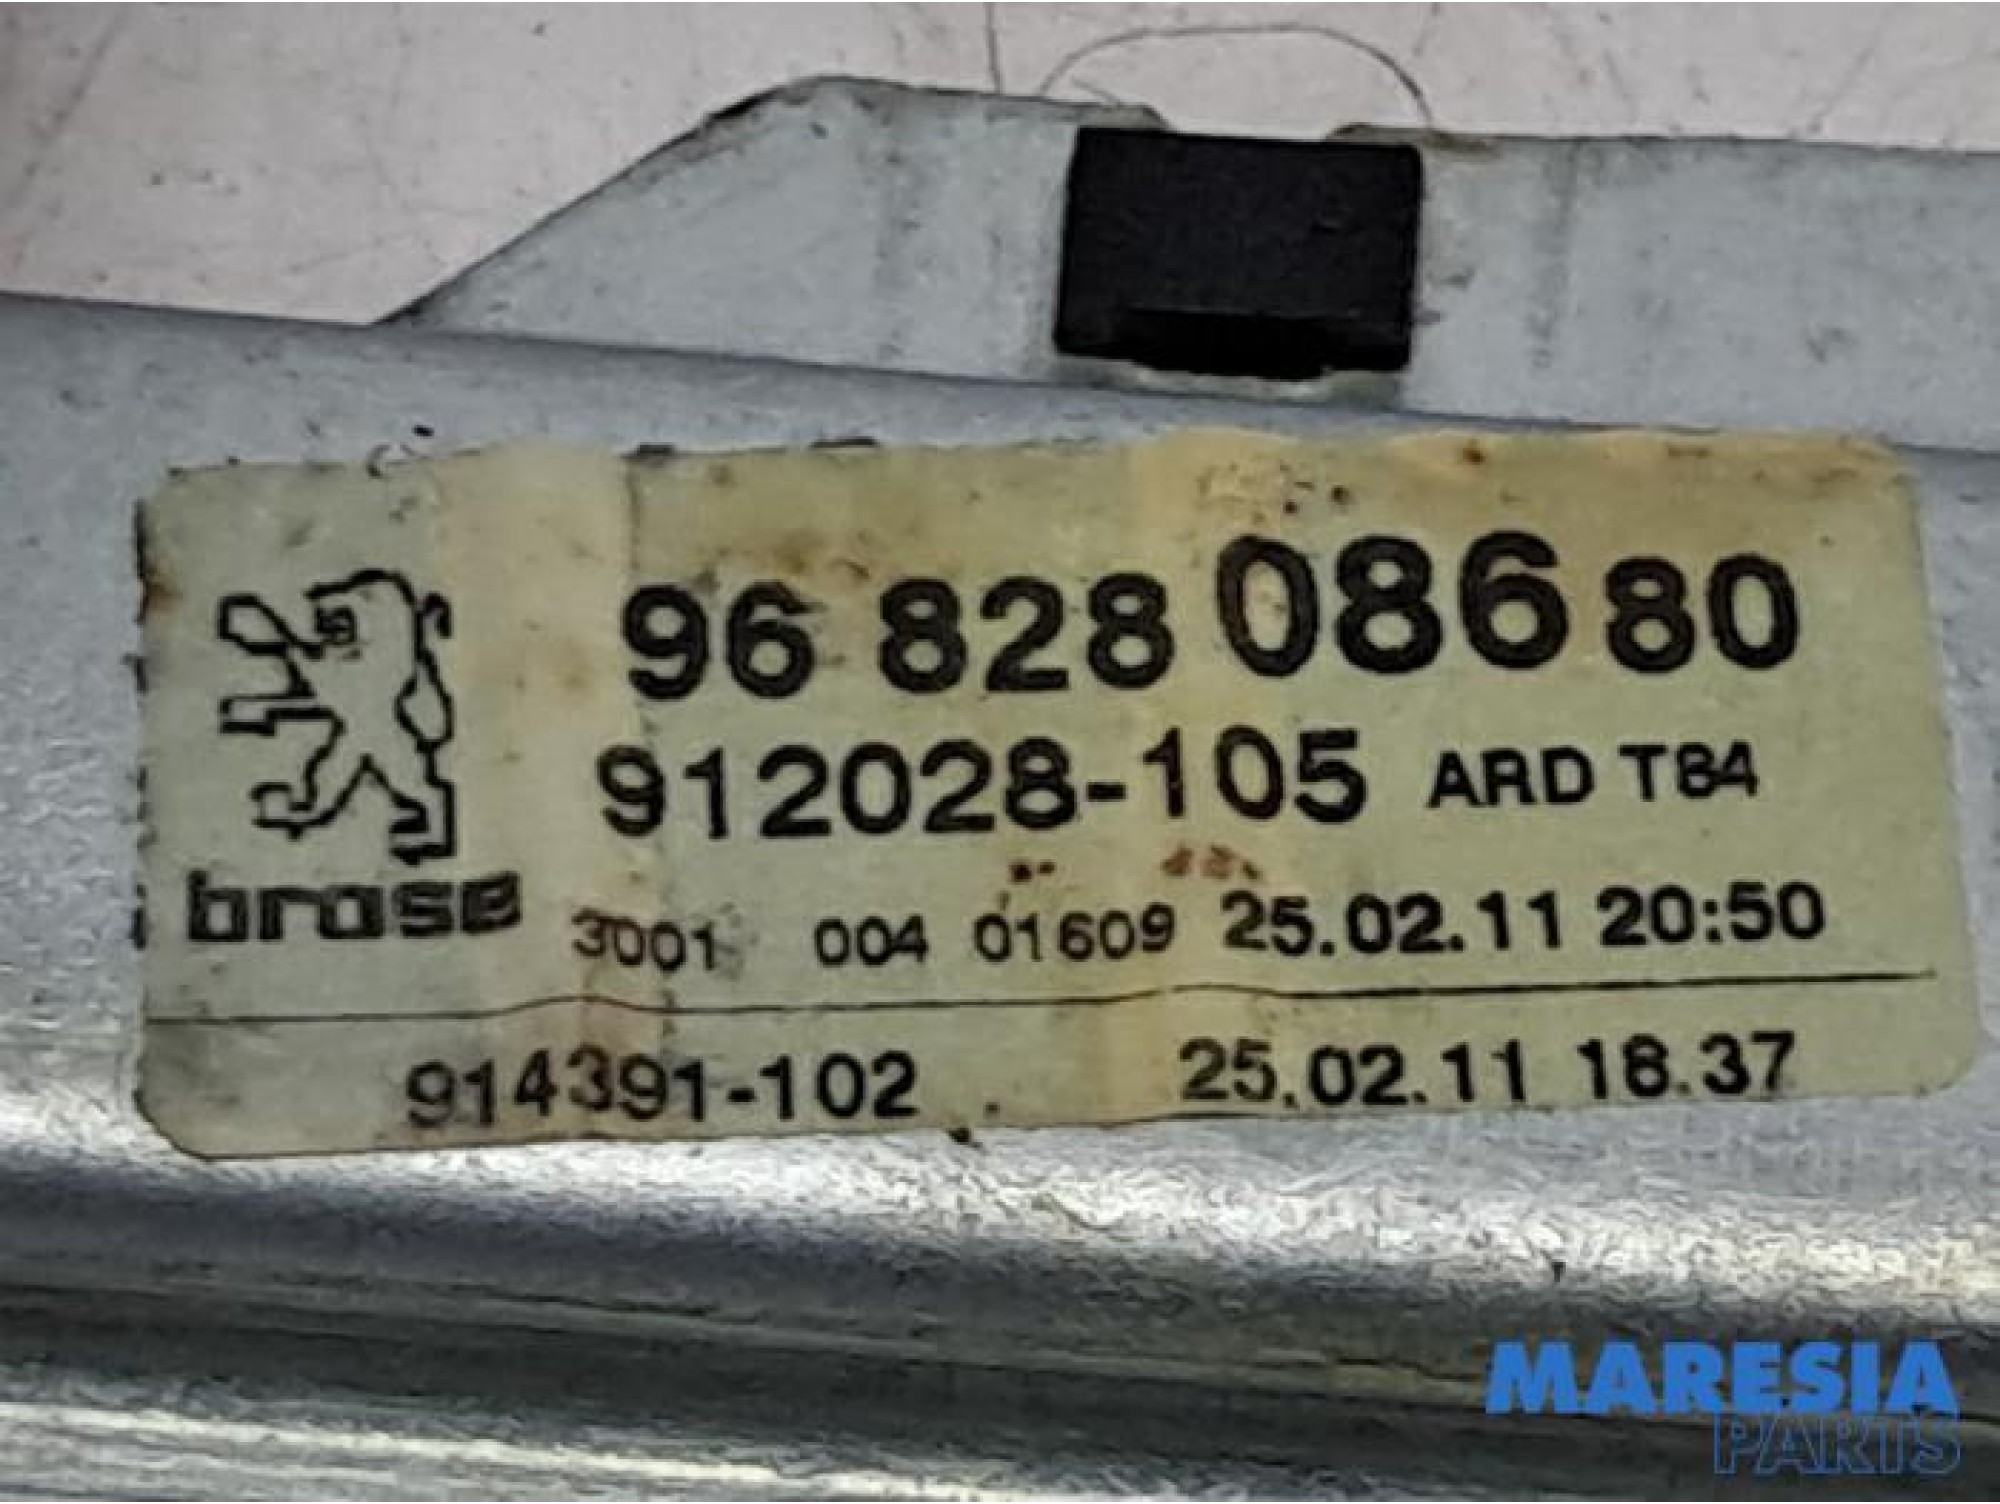 96 828 086 80
912028-105 ARD T84
brose
3001 004 01609 25.02.11 20:50
914391-102 25.02.11 18.37
MARESIA
PARTS